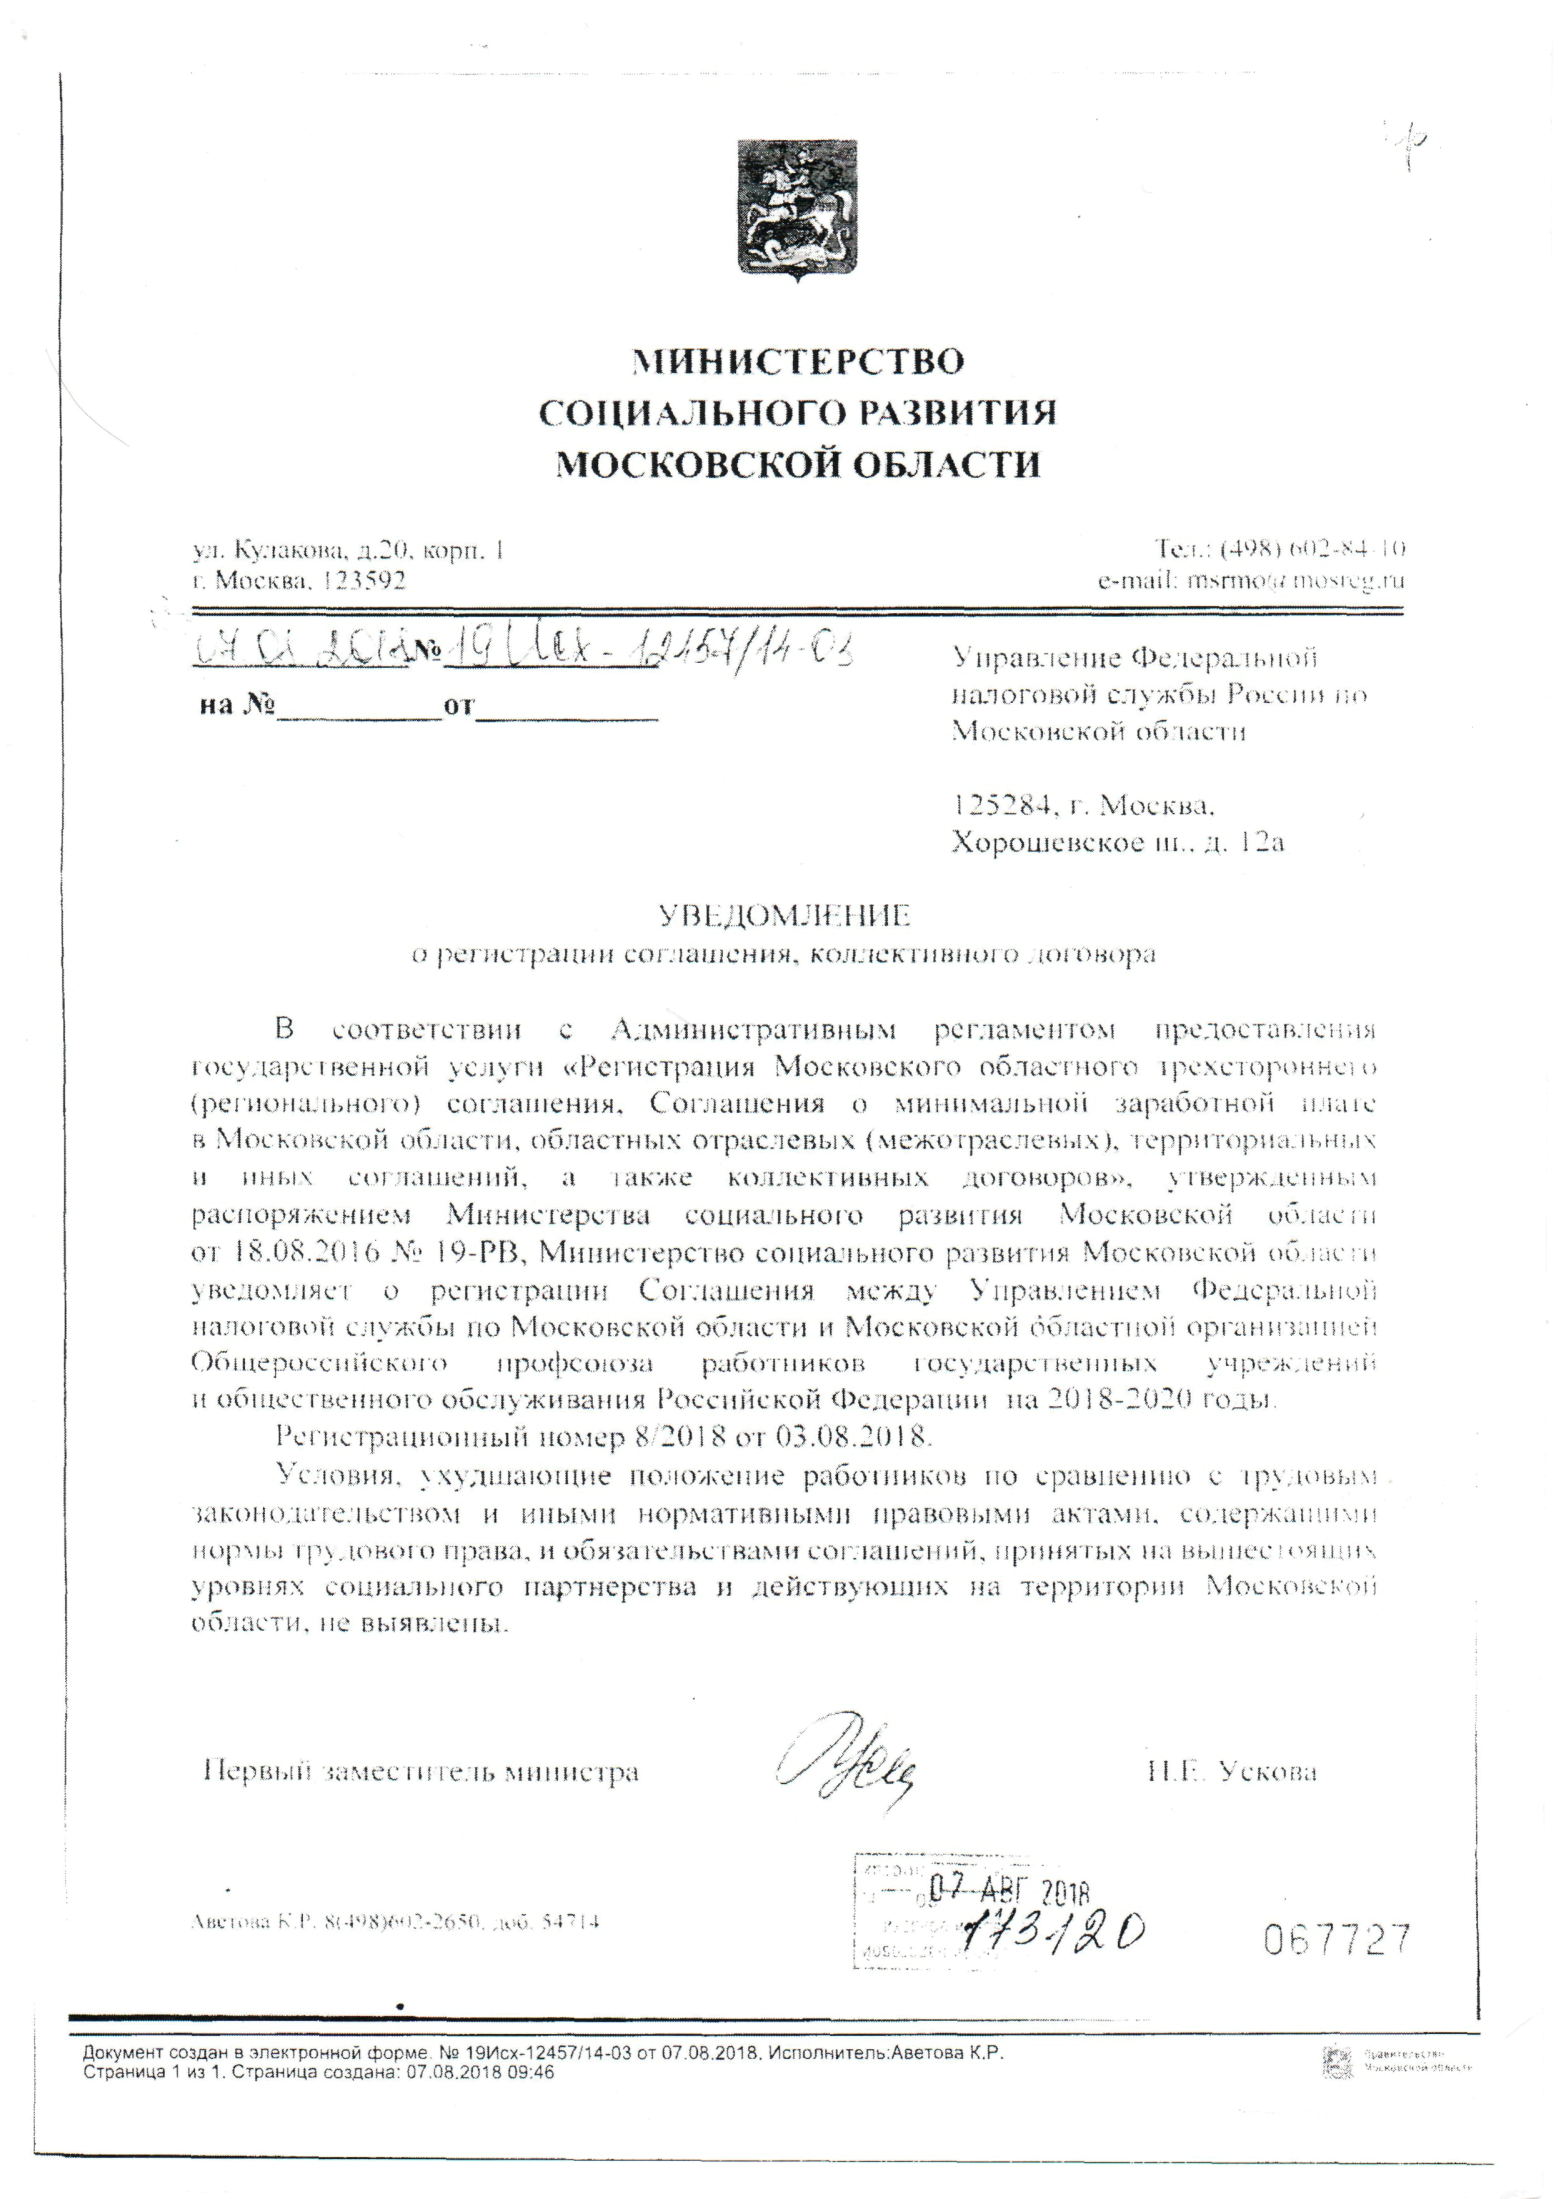 МИНИСТЕРСТВО
СОЦИАЛЬНОГО РАЗВИТИЯ
МОСКОВСКОЙ ОБЛАСТИ
ул. Кулакова, д.20, корп. 1
г. Москва, 123592
Тел.: (498) 602-84-10
e-mail: msrmo@mosreg.ru
№ 19Исх-12457/14-03
на № от
Управление Федеральной
налоговой службы России по
Московской области
125284, г. Москва,
Хорошевское ш., д. 12а
УВЕДОМЛЕНИЕ
о регистрации соглашения, коллективного договора
В соответствии с Административным регламентом предоставления
государственной услуги «Регистрация Московского областного трехстороннего
(регионального) соглашения, Соглашения о минимальной заработной плате
в Московской области, областных отраслевых (межотраслевых), территориальных
и иных соглашений, а также коллективных договоров», утвержденным
распоряжением Министерства социального развития Московской области
от 18.08.2016 № 19-РВ, Министерство социального развития Московской области
уведомляет о регистрации Соглашения между Управлением Федеральной
налоговой службы по Московской области и Московской областной организацией
Общероссийского профсоюза работников государственных учреждений
и общественного обслуживания Российской Федерации на 2018-2020 годы.
Регистрационный номер 8/2018 от 03.08.2018.
Условия, ухудшающие положение работников по сравнению с трудовым
законодательством и иными нормативными правовыми актами, содержащими
нормы трудового права, и обязательствами соглашений, принятых на вышестоящих
уровнях социального партнерства и действующих на территории Московской
области, не выявлены.
Первый заместитель министра
Н.Е. Ускова
07 АВГ 2018
173120
Аветова К.Р. 8(498)602-2650, доб. 54714
067727
Документ создан в электронной форме. № 19Исх-12457/14-03 от 07.08.2018. Исполнитель:Аветова К.Р.
Страница 1 из 1. Страница создана: 07.08.2018 09:46
Правительство
Московской области